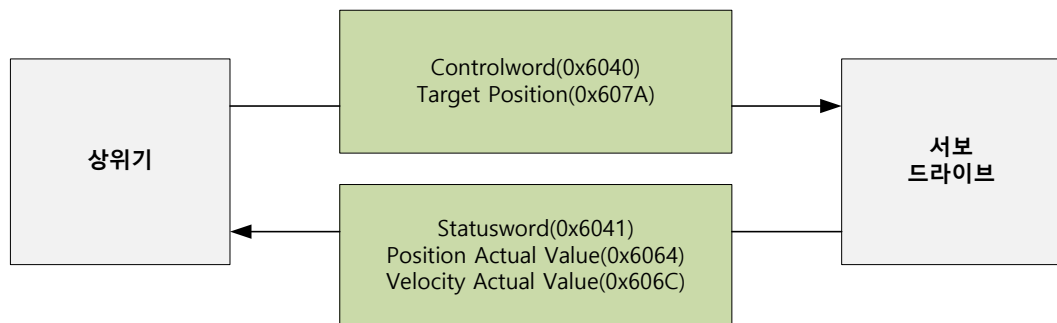 Controlword(0x6040)
Target Position(0x607A)
상위기
서보
드라이브
Statusword(0x6041)
Position Actual Value(0x6064)
Velocity Actual Value(0x606C)